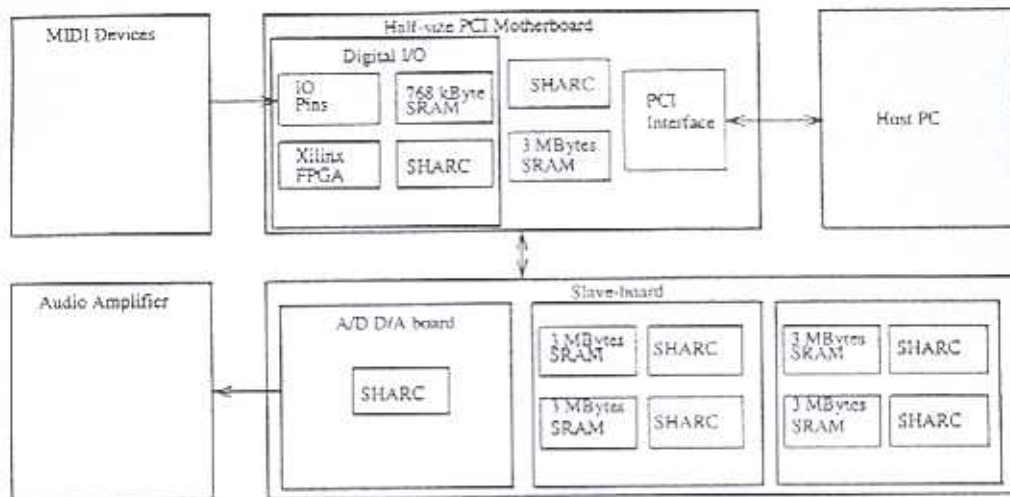 MIDI Devices
Half-size PCI Motherboard
Digital I/O
IO
Pins
768 kByte
SRAM
Xilinx
FPGA
SHARC
SHARC
3 MBytes
SRAM
PCI
Interface
Host PC
Audio Amplifier
Slave-board
A/D D/A board
SHARC
3 MBytes
SRAM
SHARC
3 MBytes
SRAM
SHARC
3 MBytes
SRAM
SHARC
3 MBytes
SRAM
SHARC